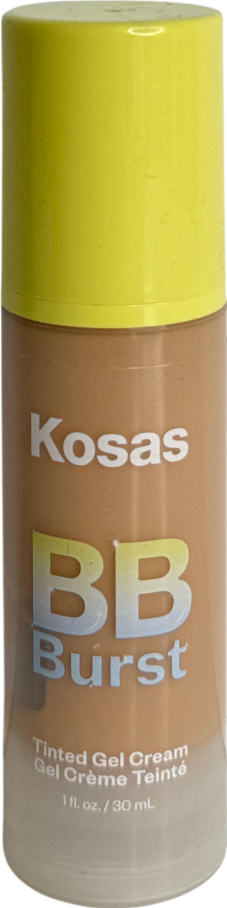 Kosas
BB
Burst
Tinted Gel Cream
Gel Crème Teinté
1 fl. oz. / 30 mL